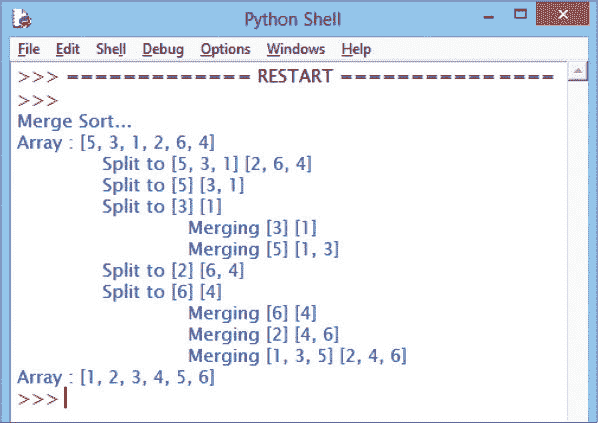 Python Shell
File Edit Shell Debug Options Windows Help
>>> ============= RESTART ===============
>>>
Merge Sort...
Array : [5, 3, 1, 2, 6, 4]
Split to [5, 3, 1] [2, 6, 4]
Split to [5] [3, 1]
Split to [3] [1]
Merging [3] [1]
Merging [5] [1, 3]
Split to [2] [6, 4]
Split to [6] [4]
Merging [6] [4]
Merging [2] [4, 6]
Merging [1, 3, 5] [2, 4, 6]
Array : [1, 2, 3, 4, 5, 6]
>>>